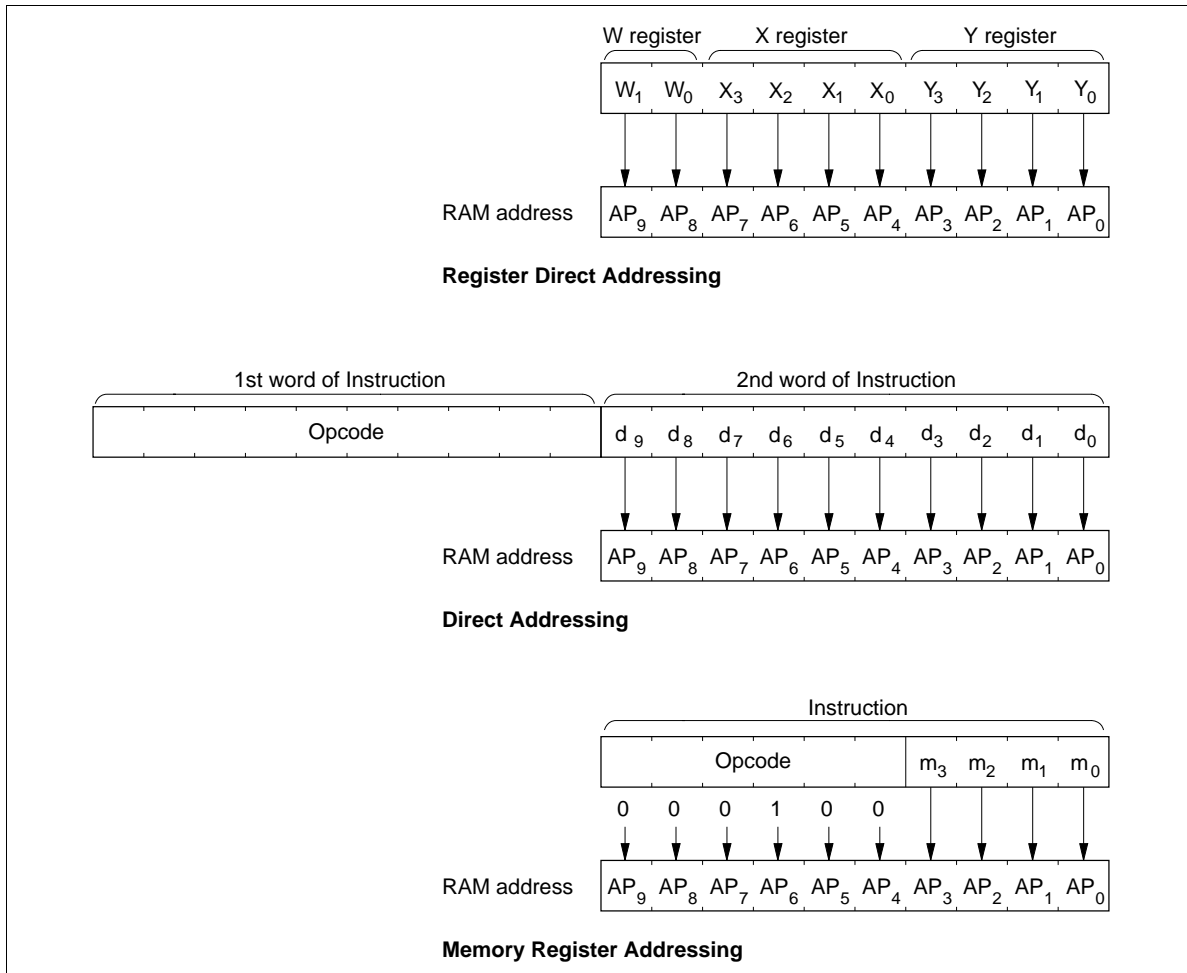 W register X register Y register
W1 W0 X3 X2 X1 X0 Y3 Y2 Y1 Y0
RAM address AP9 AP8 AP7 AP6 AP5 AP4 AP3 AP2 AP1 AP0
Register Direct Addressing
1st word of Instruction 2nd word of Instruction
Opcode d9 d8 d7 d6 d5 d4 d3 d2 d1 d0
RAM address AP9 AP8 AP7 AP6 AP5 AP4 AP3 AP2 AP1 AP0
Direct Addressing
Instruction
Opcode m3 m2 m1 m0
0 0 0 1 0 0
RAM address AP9 AP8 AP7 AP6 AP5 AP4 AP3 AP2 AP1 AP0
Memory Register Addressing